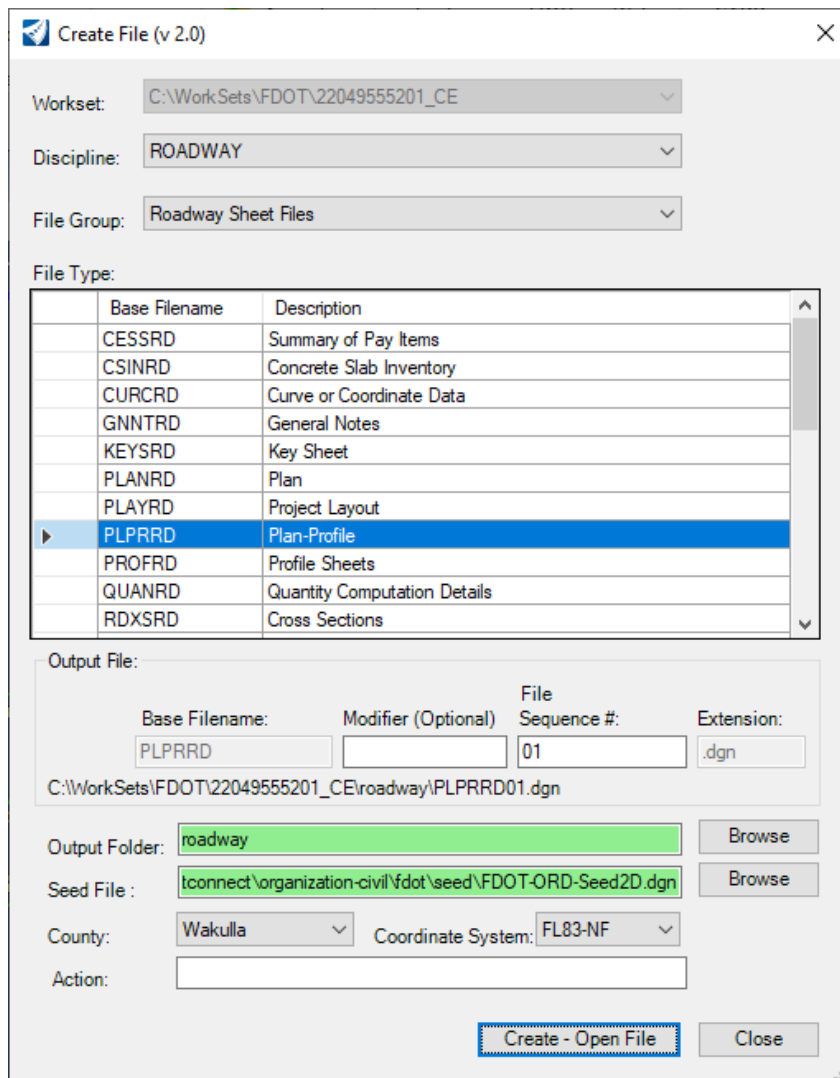 Create File (v 2.0)
Workset: C:\WorkSets\FDOT\22049555201_CE
Discipline: ROADWAY
File Group: Roadway Sheet Files
File Type:
Base Filename Description
CESSRD Summary of Pay Items
CSINRD Concrete Slab Inventory
CURCRD Curve or Coordinate Data
GNNTRD General Notes
KEYSRD Key Sheet
PLANRD Plan
PLAYRD Project Layout
PLPRRD Plan-Profile
PROFRD Profile Sheets
QUANRD Quantity Computation Details
RDXSRD Cross Sections
Output File:
File
Base Filename: Modifier (Optional) Sequence #: Extension:
PLPRRD 01 .dgn
C:\WorkSets\FDOT\22049555201_CE\roadway\PLPRRD01.dgn
Output Folder: roadway Browse
Seed File : tconnect\organization-civil\fdot\seed\FDOT-ORD-Seed2D.dgn Browse
County: Wakulla Coordinate System: FL83-NF
Action:
Create - Open File Close